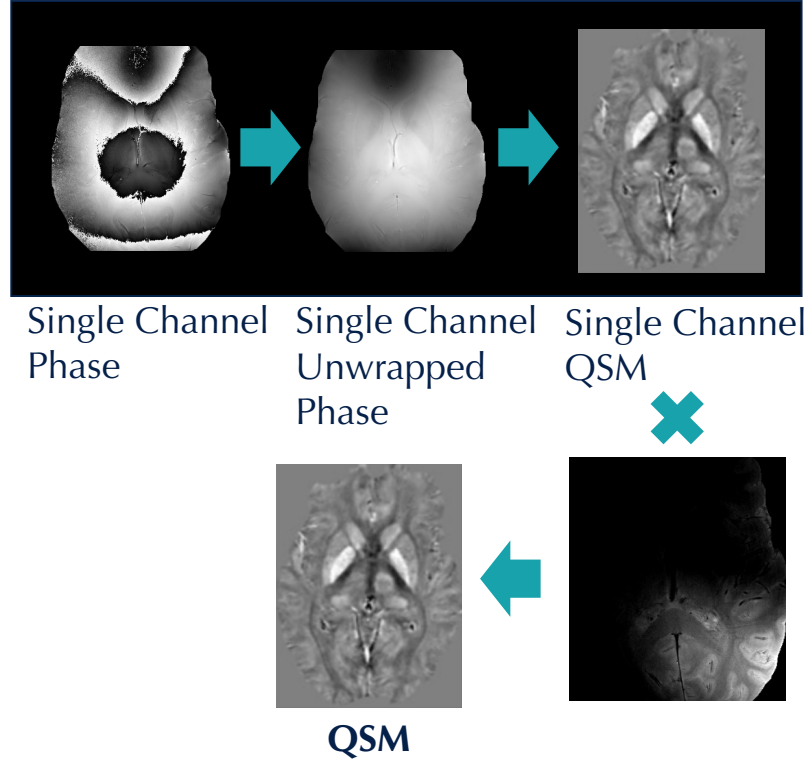 Single Channel
Phase
Single Channel
Unwrapped
Phase
Single Channel
QSM
QSM